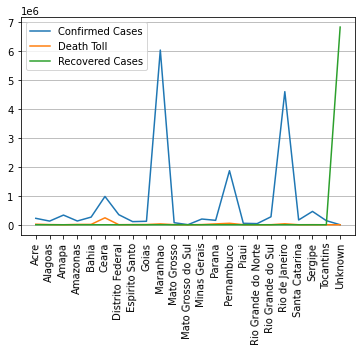 1e6
7
6
5
4
3
2
1
0
Confirmed Cases
Death Toll
Recovered Cases
Acre
Alagoas
Amapa
Amazonas
Bahia
Ceara
Distrito Federal
Espirito Santo
Goias
Maranhao
Mato Grosso
Mato Grosso do Sul
Minas Gerais
Parana
Pernambuco
Piaui
Rio Grande do Norte
Rio Grande do Sul
Rio de Janeiro
Santa Catarina
Sergipe
Tocantins
Unknown